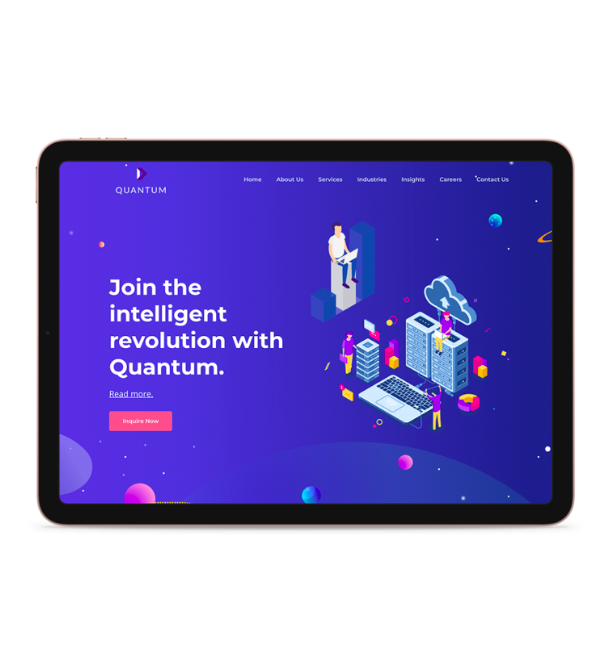 QUANTUM
Home About Us Services Industries Insights Careers Contact Us
Join the
intelligent
revolution with
Quantum.
Read more.
Inquire Now